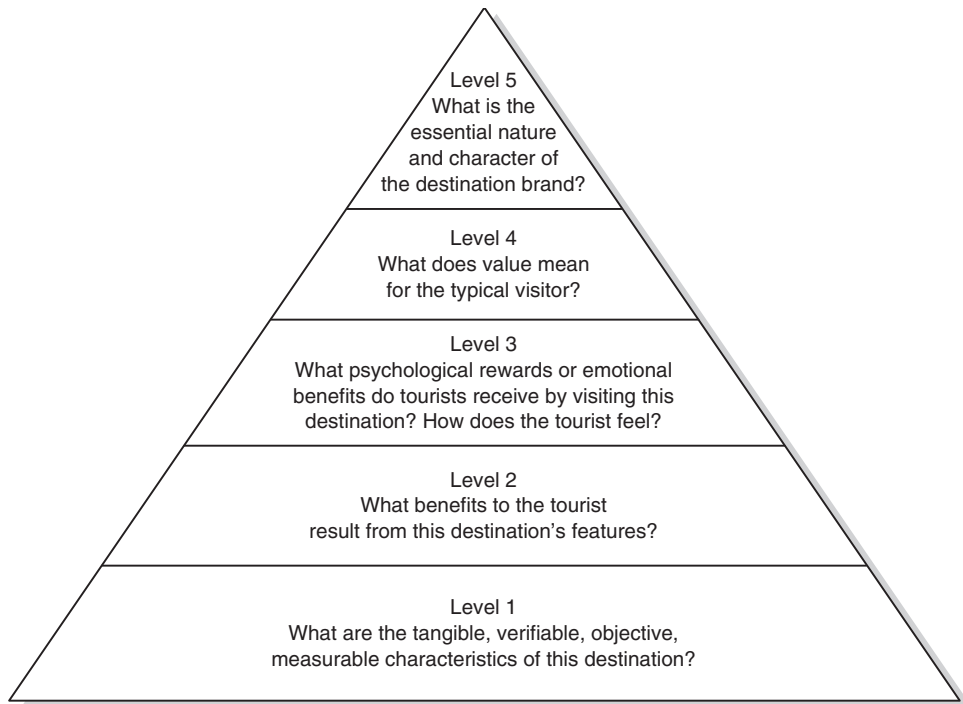 Level 5
What is the
essential nature
and character of
the destination brand?
Level 4
What does value mean
for the typical visitor?
Level 3
What psychological rewards or emotional
benefits do tourists receive by visiting this
destination? How does the tourist feel?
Level 2
What benefits to the tourist
result from this destination’s features?
Level 1
What are the tangible, verifiable, objective,
measurable characteristics of this destination?